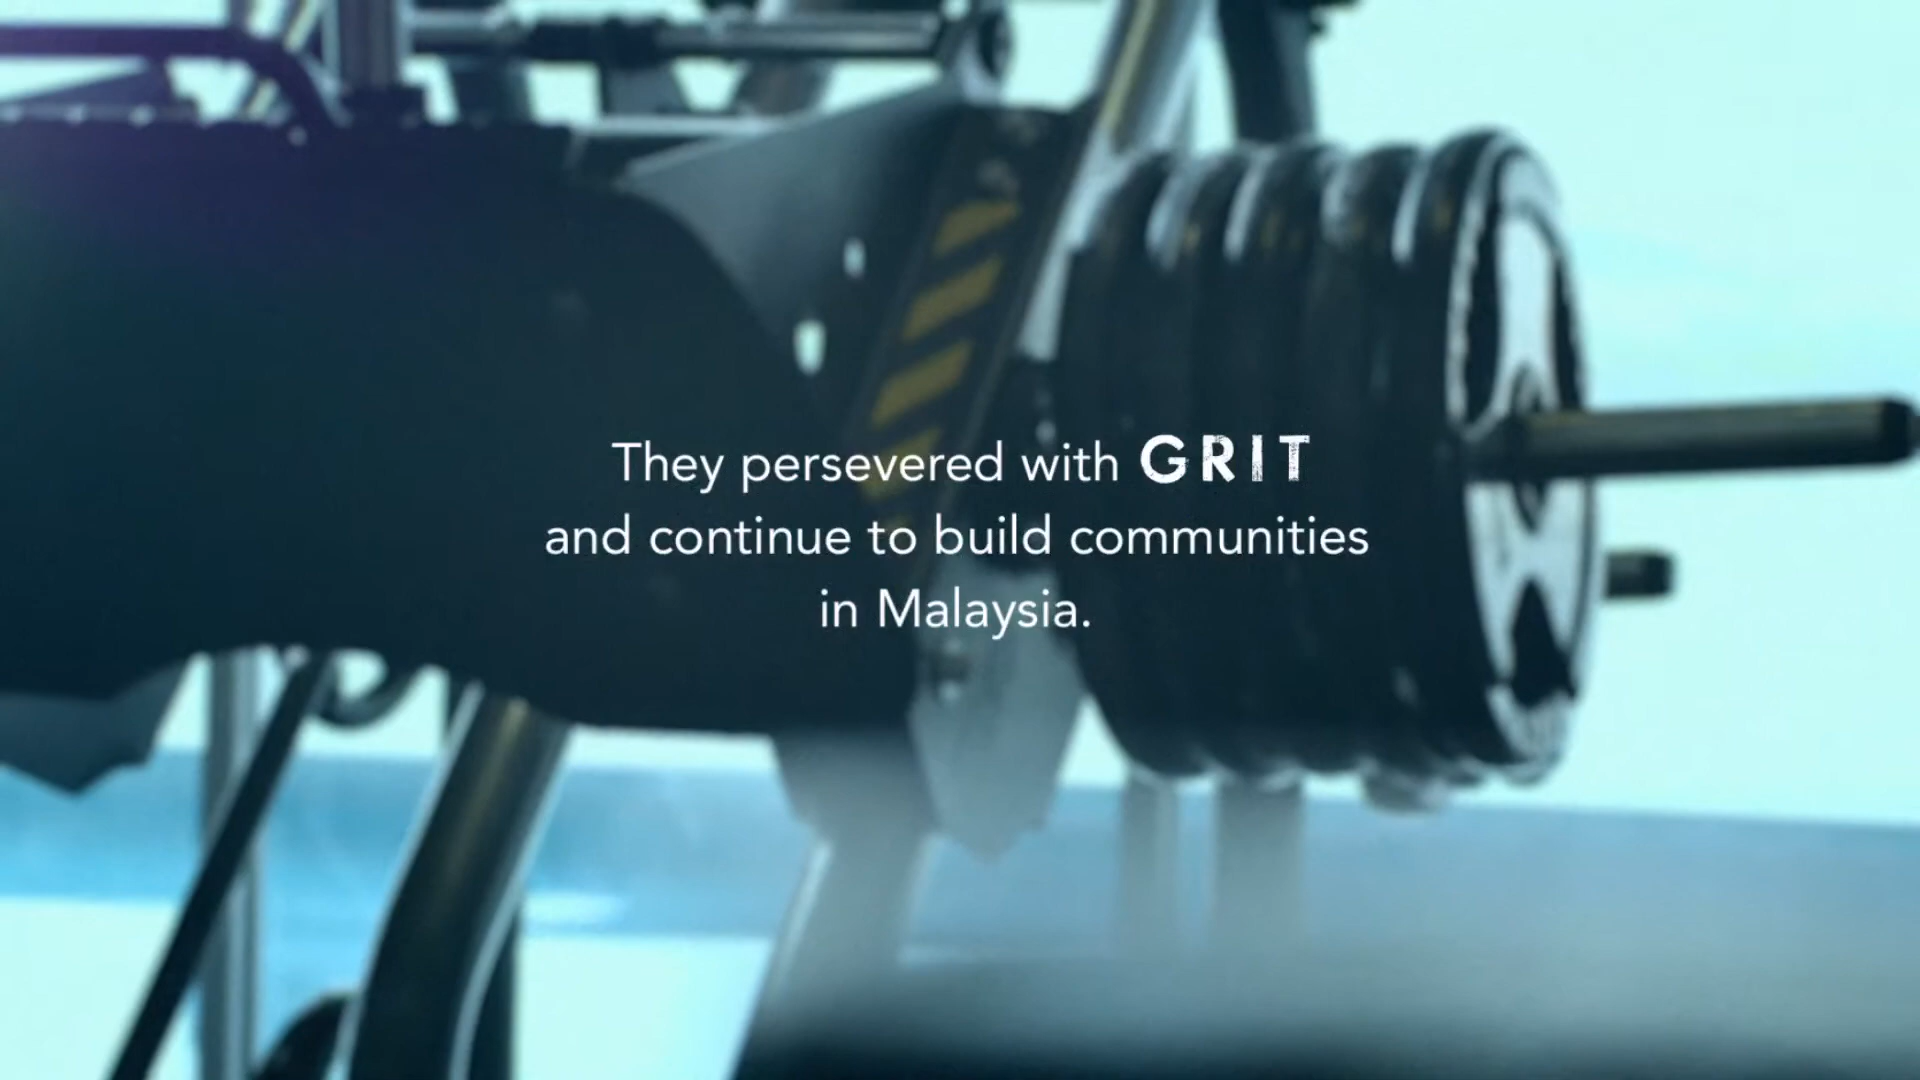 They persevered with GRIT
and continue to build communities
in Malaysia.